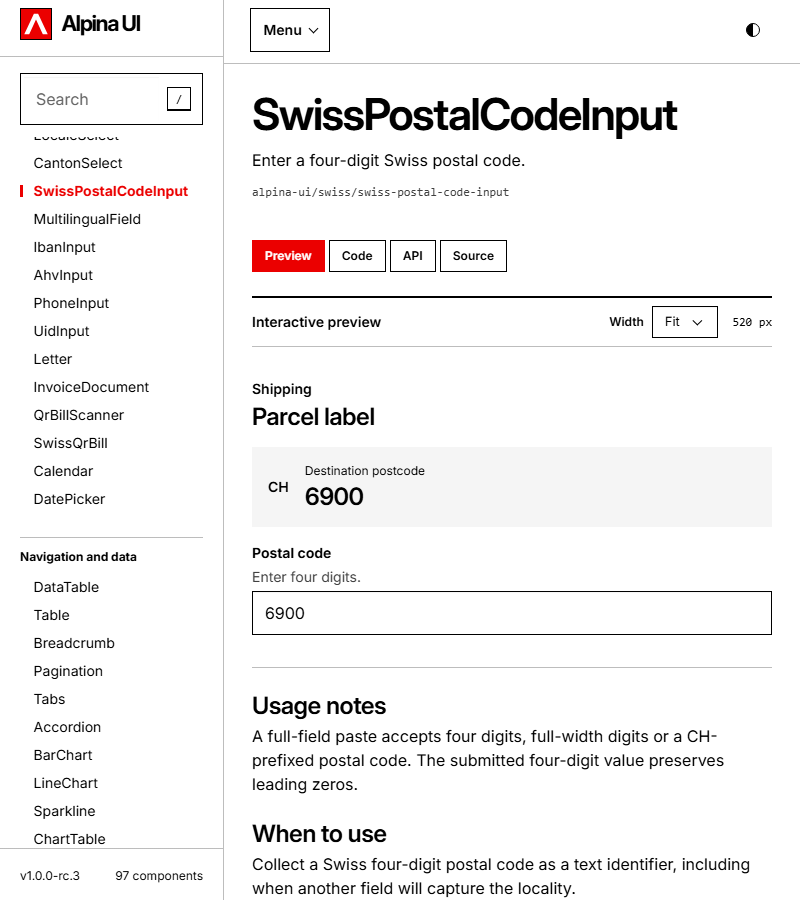 Alpina UI
Search /
LocaleSelect
CantonSelect
SwissPostalCodeInput
MultilingualField
IbanInput
AhvInput
PhoneInput
UidInput
Letter
InvoiceDocument
QrBillScanner
SwissQrBill
Calendar
DatePicker
Navigation and data
DataTable
Table
Breadcrumb
Pagination
Tabs
Accordion
BarChart
LineChart
Sparkline
ChartTable
v1.0.0-rc.3 97 components
Menu
SwissPostalCodeInput
Enter a four-digit Swiss postal code.
alpina-ui/swiss/swiss-postal-code-input
Preview Code API Source
Interactive preview Width Fit 520 px
Shipping
Parcel label
Destination postcode
CH 6900
Postal code
Enter four digits.
6900
Usage notes
A full-field paste accepts four digits, full-width digits or a CH-
prefixed postal code. The submitted four-digit value preserves
leading zeros.
When to use
Collect a Swiss four-digit postal code as a text identifier, including
when another field will capture the locality.